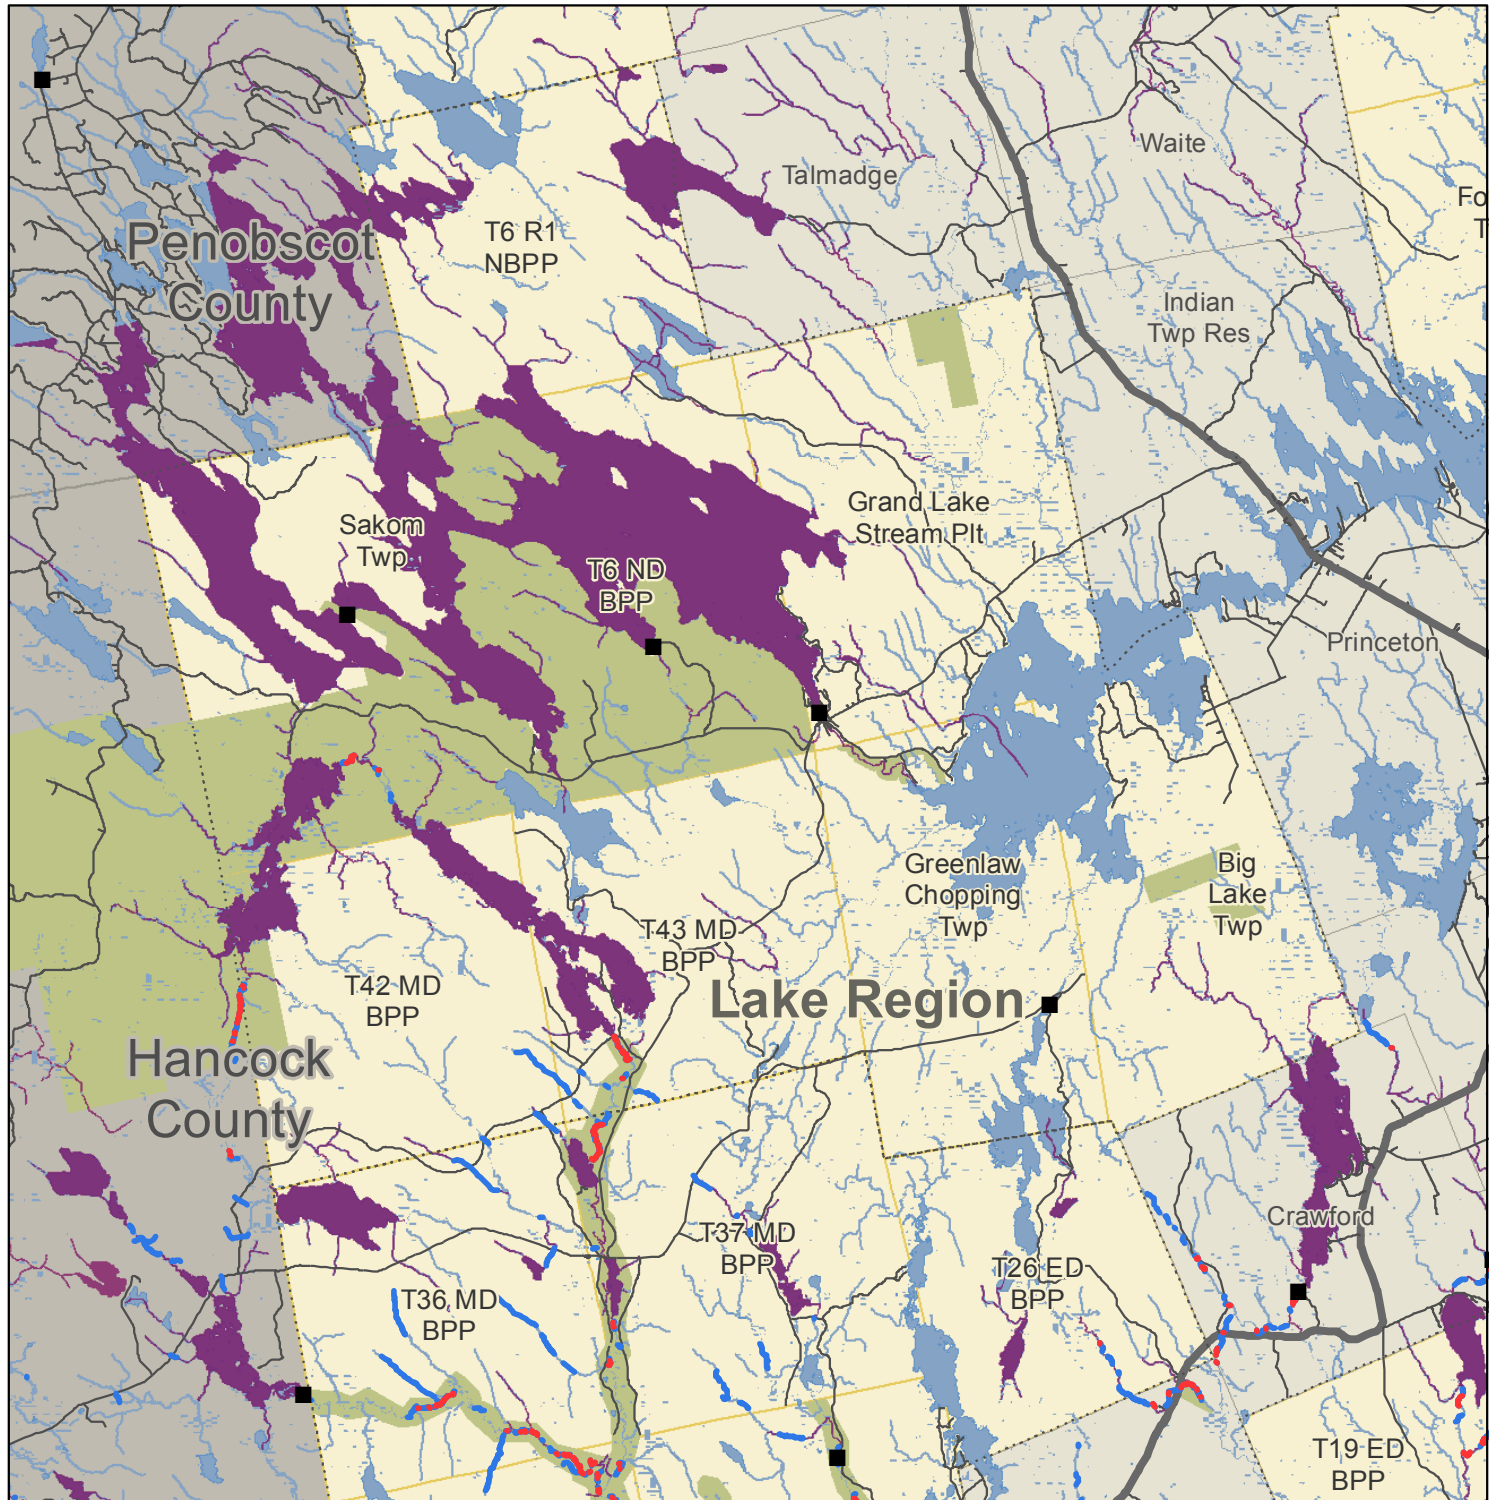 Waite
Talmadge
Fo
T
T6 R1
NBPP
Penobscot
County
Indian
Twp Res
Grand Lake
Stream Plt
Sakom
Twp
T6 ND
BPP
Princeton
Greenlaw
Chopping
Twp
Big
Lake
Twp
T43 MD
BPP
T42 MD
BPP
Lake Region
Hancock
County
Crawford
T37 MD
BPP
T26 ED
BPP
T36 MD
BPP
T19 ED
BPP